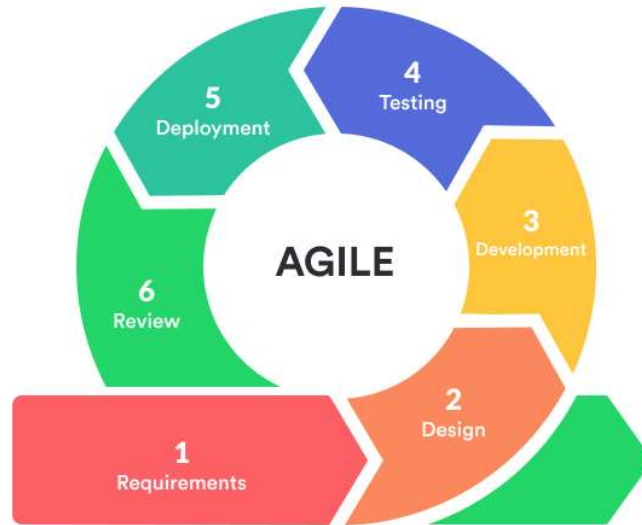 AGILE
1
Requirements
2
Design
3
Development
4
Testing
5
Deployment
6
Review